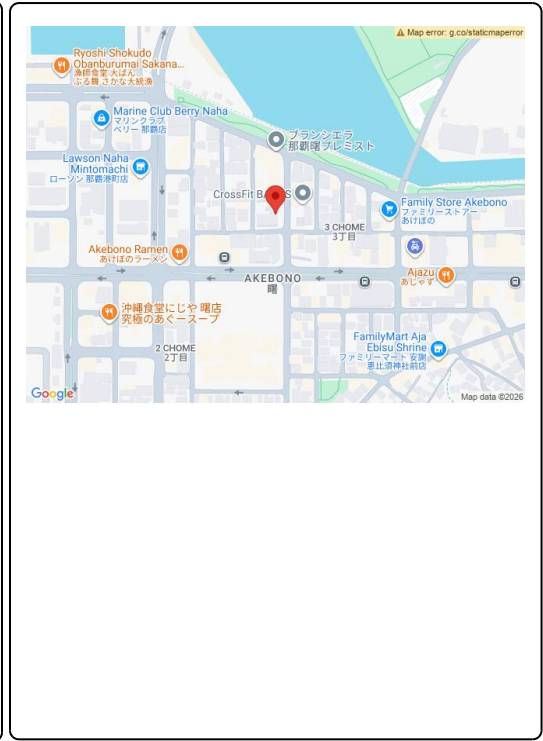 Map error: g.co/staticmaperror
Ryoshi Shokudo
Obanburumai Sakana...
漁師食堂 大ばん
ぶる舞 さかな大統漁
Marine Club Berry Naha
マリンクラブ
ベリー 那覇店
ブランシエラ
那覇曙プレミスト
Lawson Naha
Mintomachi
ローソン 那覇港町店
CrossFit
Family Store Akebono
ファミリーストアー
あけぼの
3 CHOME
3丁目
Akebono Ramen
あけぼのラーメン
AKEBONO
曙
Ajazu
あじゃず
沖縄食堂にじや 曙店
究極のあぐースープ
2 CHOME
2丁目
FamilyMart Aja
Ebisu Shrine
ファミリーマート 安謝
恵比須神社前店
Google
Map data ©2026